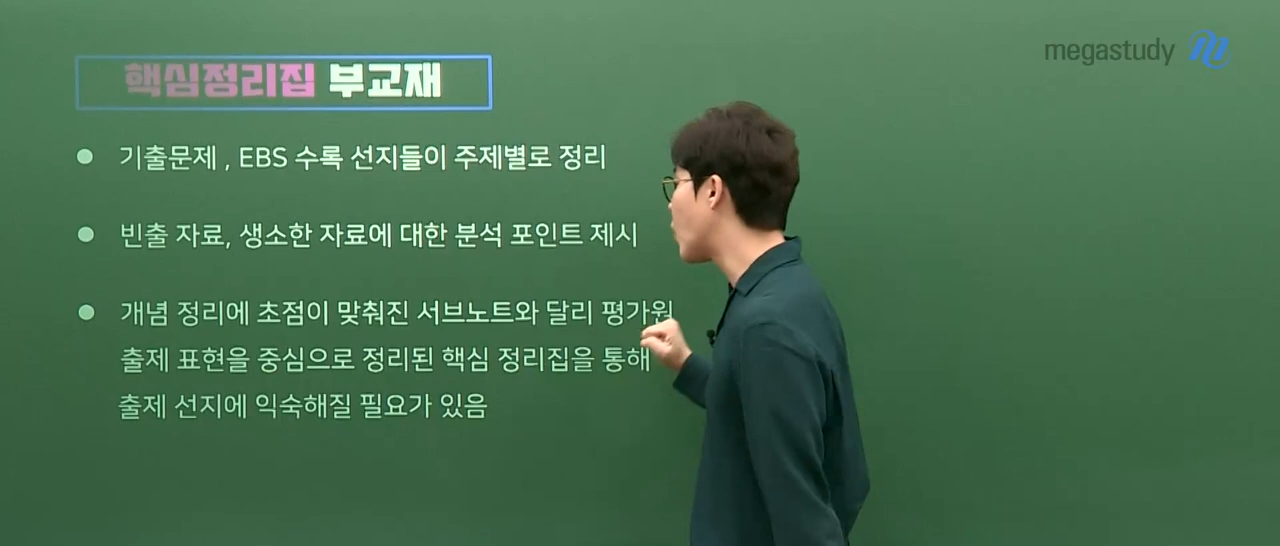 megastudy
핵심정리집 부교재
기출문제 , EBS 수록 선지들이 주제별로 정리
빈출 자료, 생소한 자료에 대한 분석 포인트 제시
개념 정리에 초점이 맞춰진 서브노트와 달리 평가원
출제 표현을 중심으로 정리된 핵심 정리집을 통해
출제 선지에 익숙해질 필요가 있음